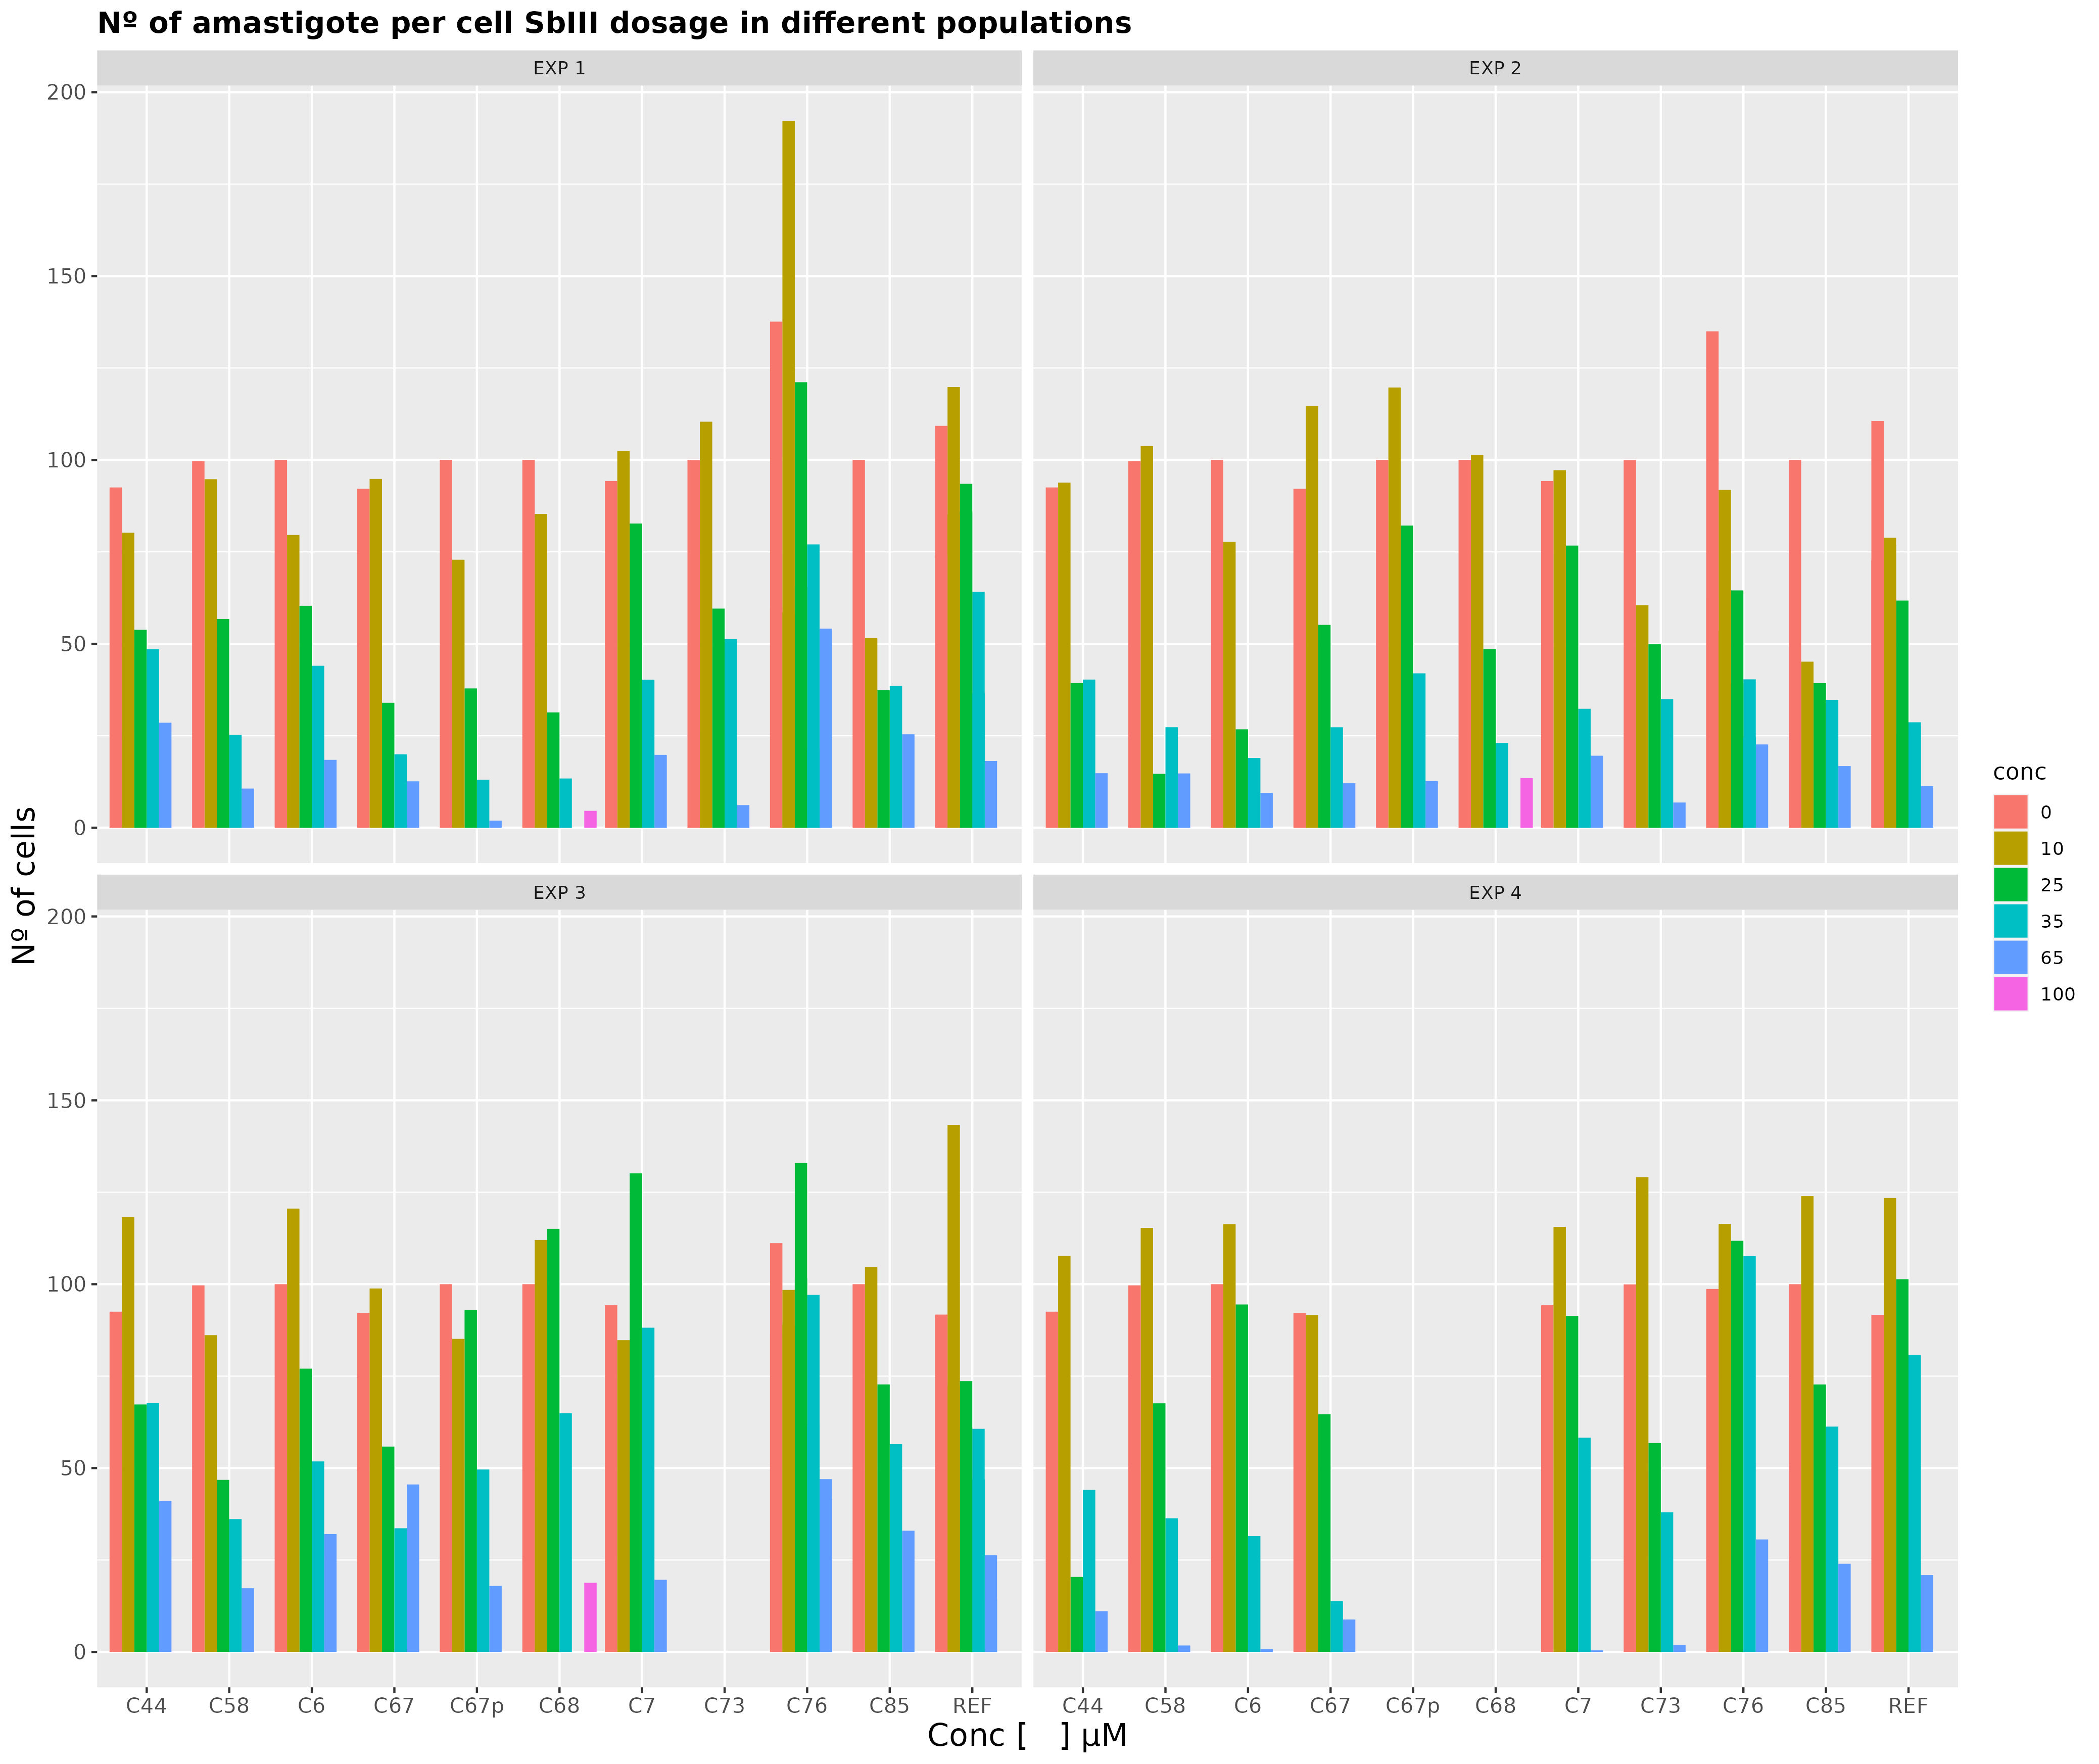 Nº of amastigote per cell SbIII dosage in different populations
EXP 1
EXP 2
200
150
100
50
0
EXP 3
EXP 4
200
150
100
50
0
Nº of cells
C44 C58 C6 C67 C67p C68 C7 C73 C76 C85 REF
C44 C58 C6 C67 C67p C68 C7 C73 C76 C85 REF
Conc [   ] µM
conc
0
10
25
35
65
100